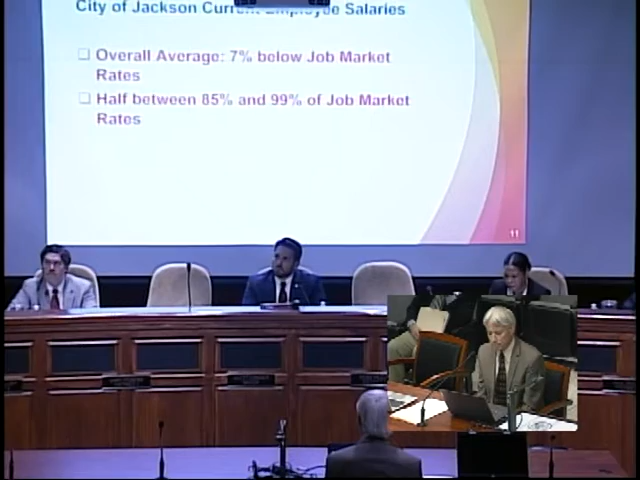 City of Jackson Current Employee Salaries
Overall Average: 7% below Job Market
Rates
Half between 85% and 99% of Job Market
Rates
11